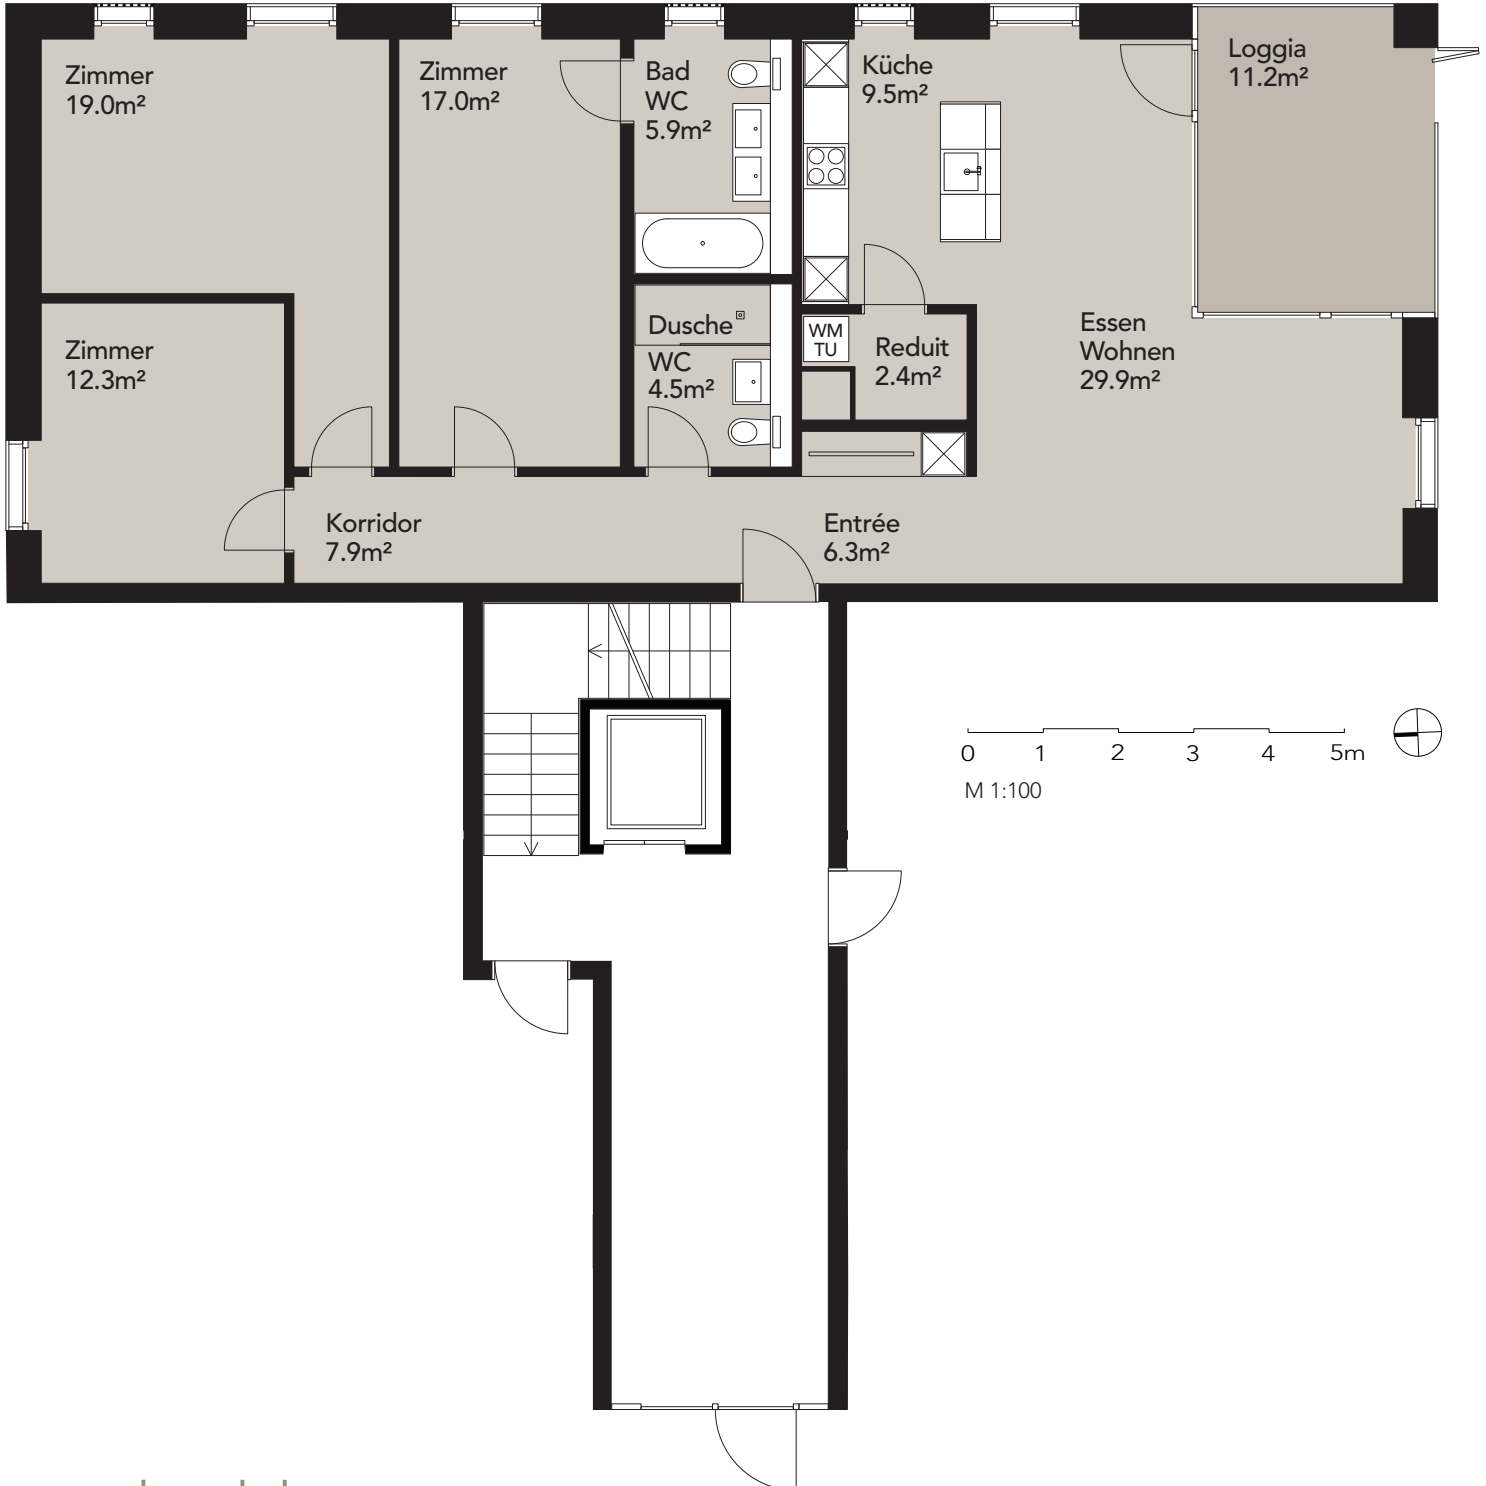 Zimmer
19.0m²
Zimmer
17.0m²
Bad
WC
5.9m²
Küche
9.5m²
Loggia
11.2m²
Zimmer
12.3m²
Dusche
WC
4.5m²
WM
TU
Reduit
2.4m²
Essen
Wohnen
29.9m²
Korridor
7.9m²
Entrée
6.3m²
0 1 2 3 4 5m
M 1:100